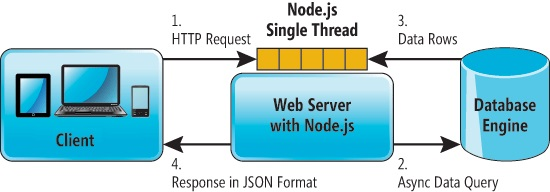 Node.js
Single Thread
1.
HTTP Request
3.
Data Rows
Client
Web Server
with Node.js
Database
Engine
4.
Response in JSON Format
2.
Async Data Query